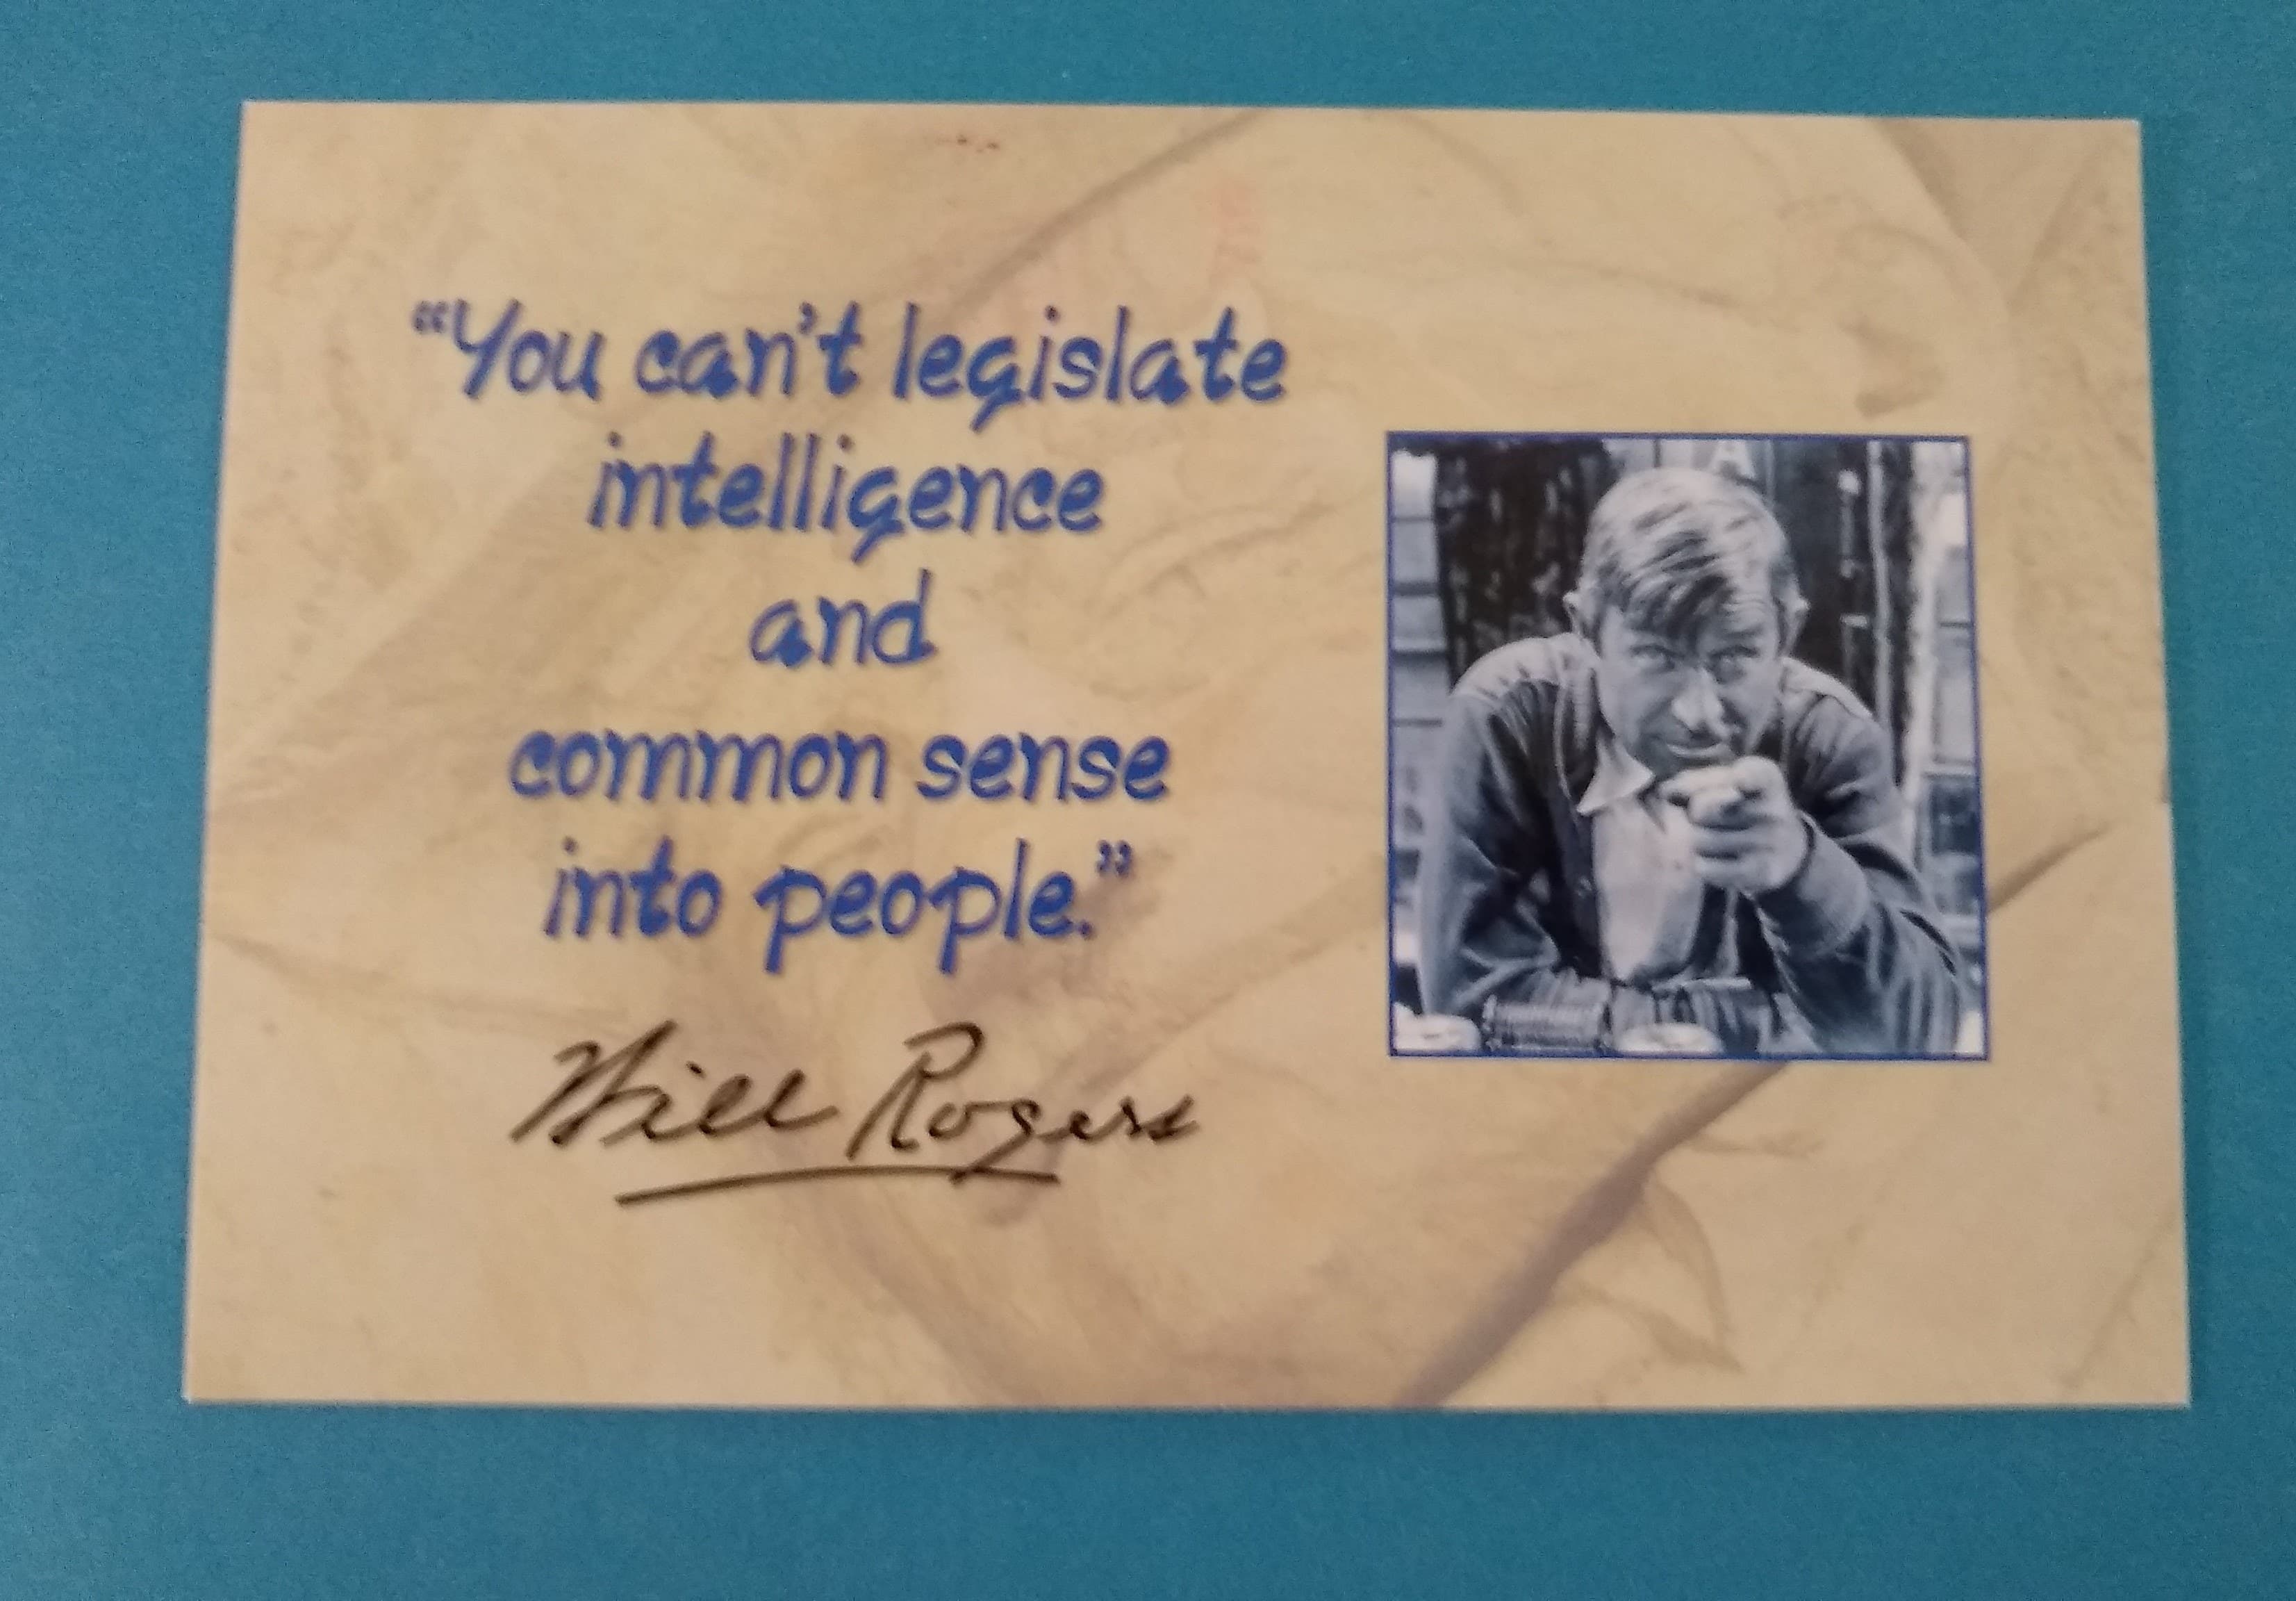 “You can't legislate
intelligence
and
common sense
into people.”
Will Rogers
A